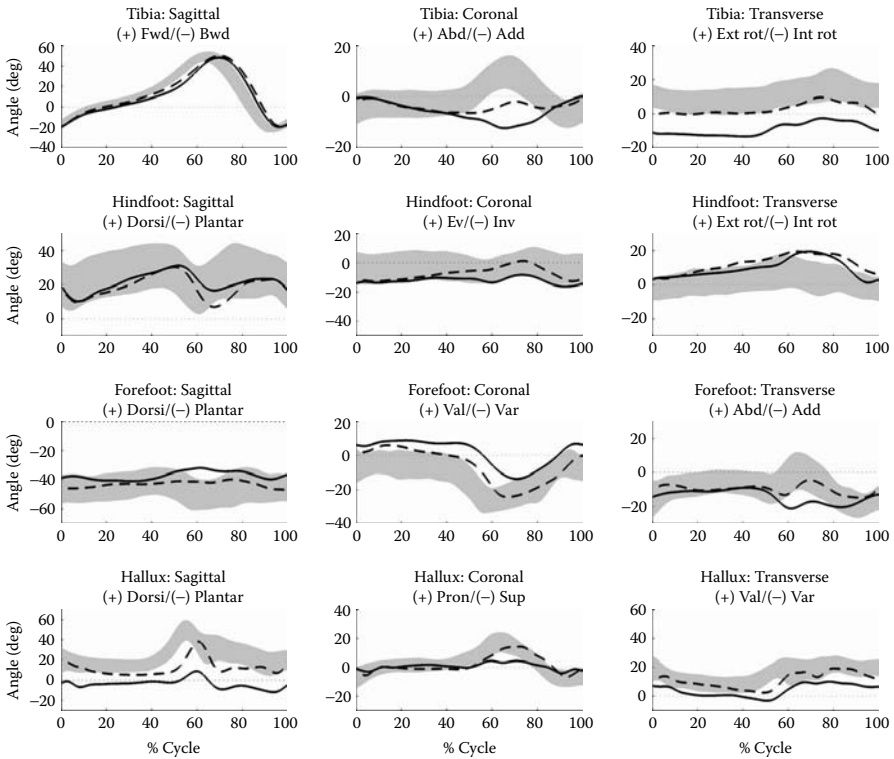 Tibia: Sagittal
(+) Fwd/(−) Bwd
Tibia: Coronal
(+) Abd/(−) Add
Tibia: Transverse
(+) Ext rot/(−) Int rot
Angle (deg)
60
40
20
0
−20
−40
0 20 40 60 80 100
20
0
−20
0 20 40 60 80 100
60
40
20
0
−20
0 20 40 60 80 100
Hindfoot: Sagittal
(+) Dorsi/(−) Plantar
Hindfoot: Coronal
(+) Ev/(−) Inv
Hindfoot: Transverse
(+) Ext rot/(−) Int rot
Angle (deg)
40
20
0
0 20 40 60 80 100
20
0
−20
−40
0 20 40 60 80 100
20
0
−20
0 20 40 60 80 100
Forefoot: Sagittal
(+) Dorsi/(−) Plantar
Forefoot: Coronal
(+) Val/(−) Var
Forefoot: Transverse
(+) Abd/(−) Add
Angle (deg)
0
−20
−40
−60
0 20 40 60 80 100
20
0
−20
−40
0 20 40 60 80 100
20
0
−20
0 20 40 60 80 100
Hallux: Sagittal
(+) Dorsi/(−) Plantar
Hallux: Coronal
(+) Pron/(−) Sup
Hallux: Transverse
(+) Val/(−) Var
Angle (deg)
60
40
20
0
−20
0 20 40 60 80 100
40
20
0
−20
0 20 40 60 80 100
60
40
20
0
0 20 40 60 80 100
% Cycle
% Cycle
% Cycle